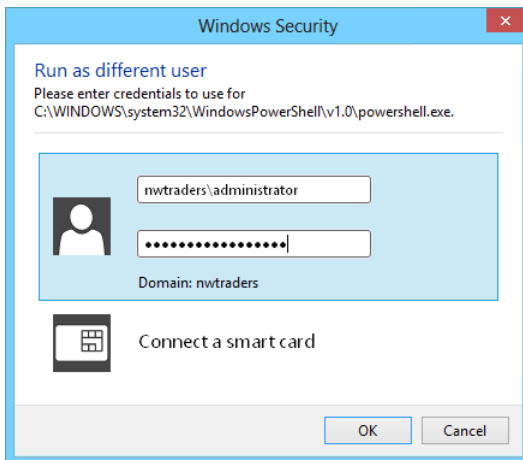 Windows Security
Run as different user
Please enter credentials to use for
C:\WINDOWS\system32\WindowsPowerShell\v1.0\powershell.exe.
nwtraders\administrator
•••••••••••••••••
Domain: nwtraders
Connect a smart card
OK
Cancel